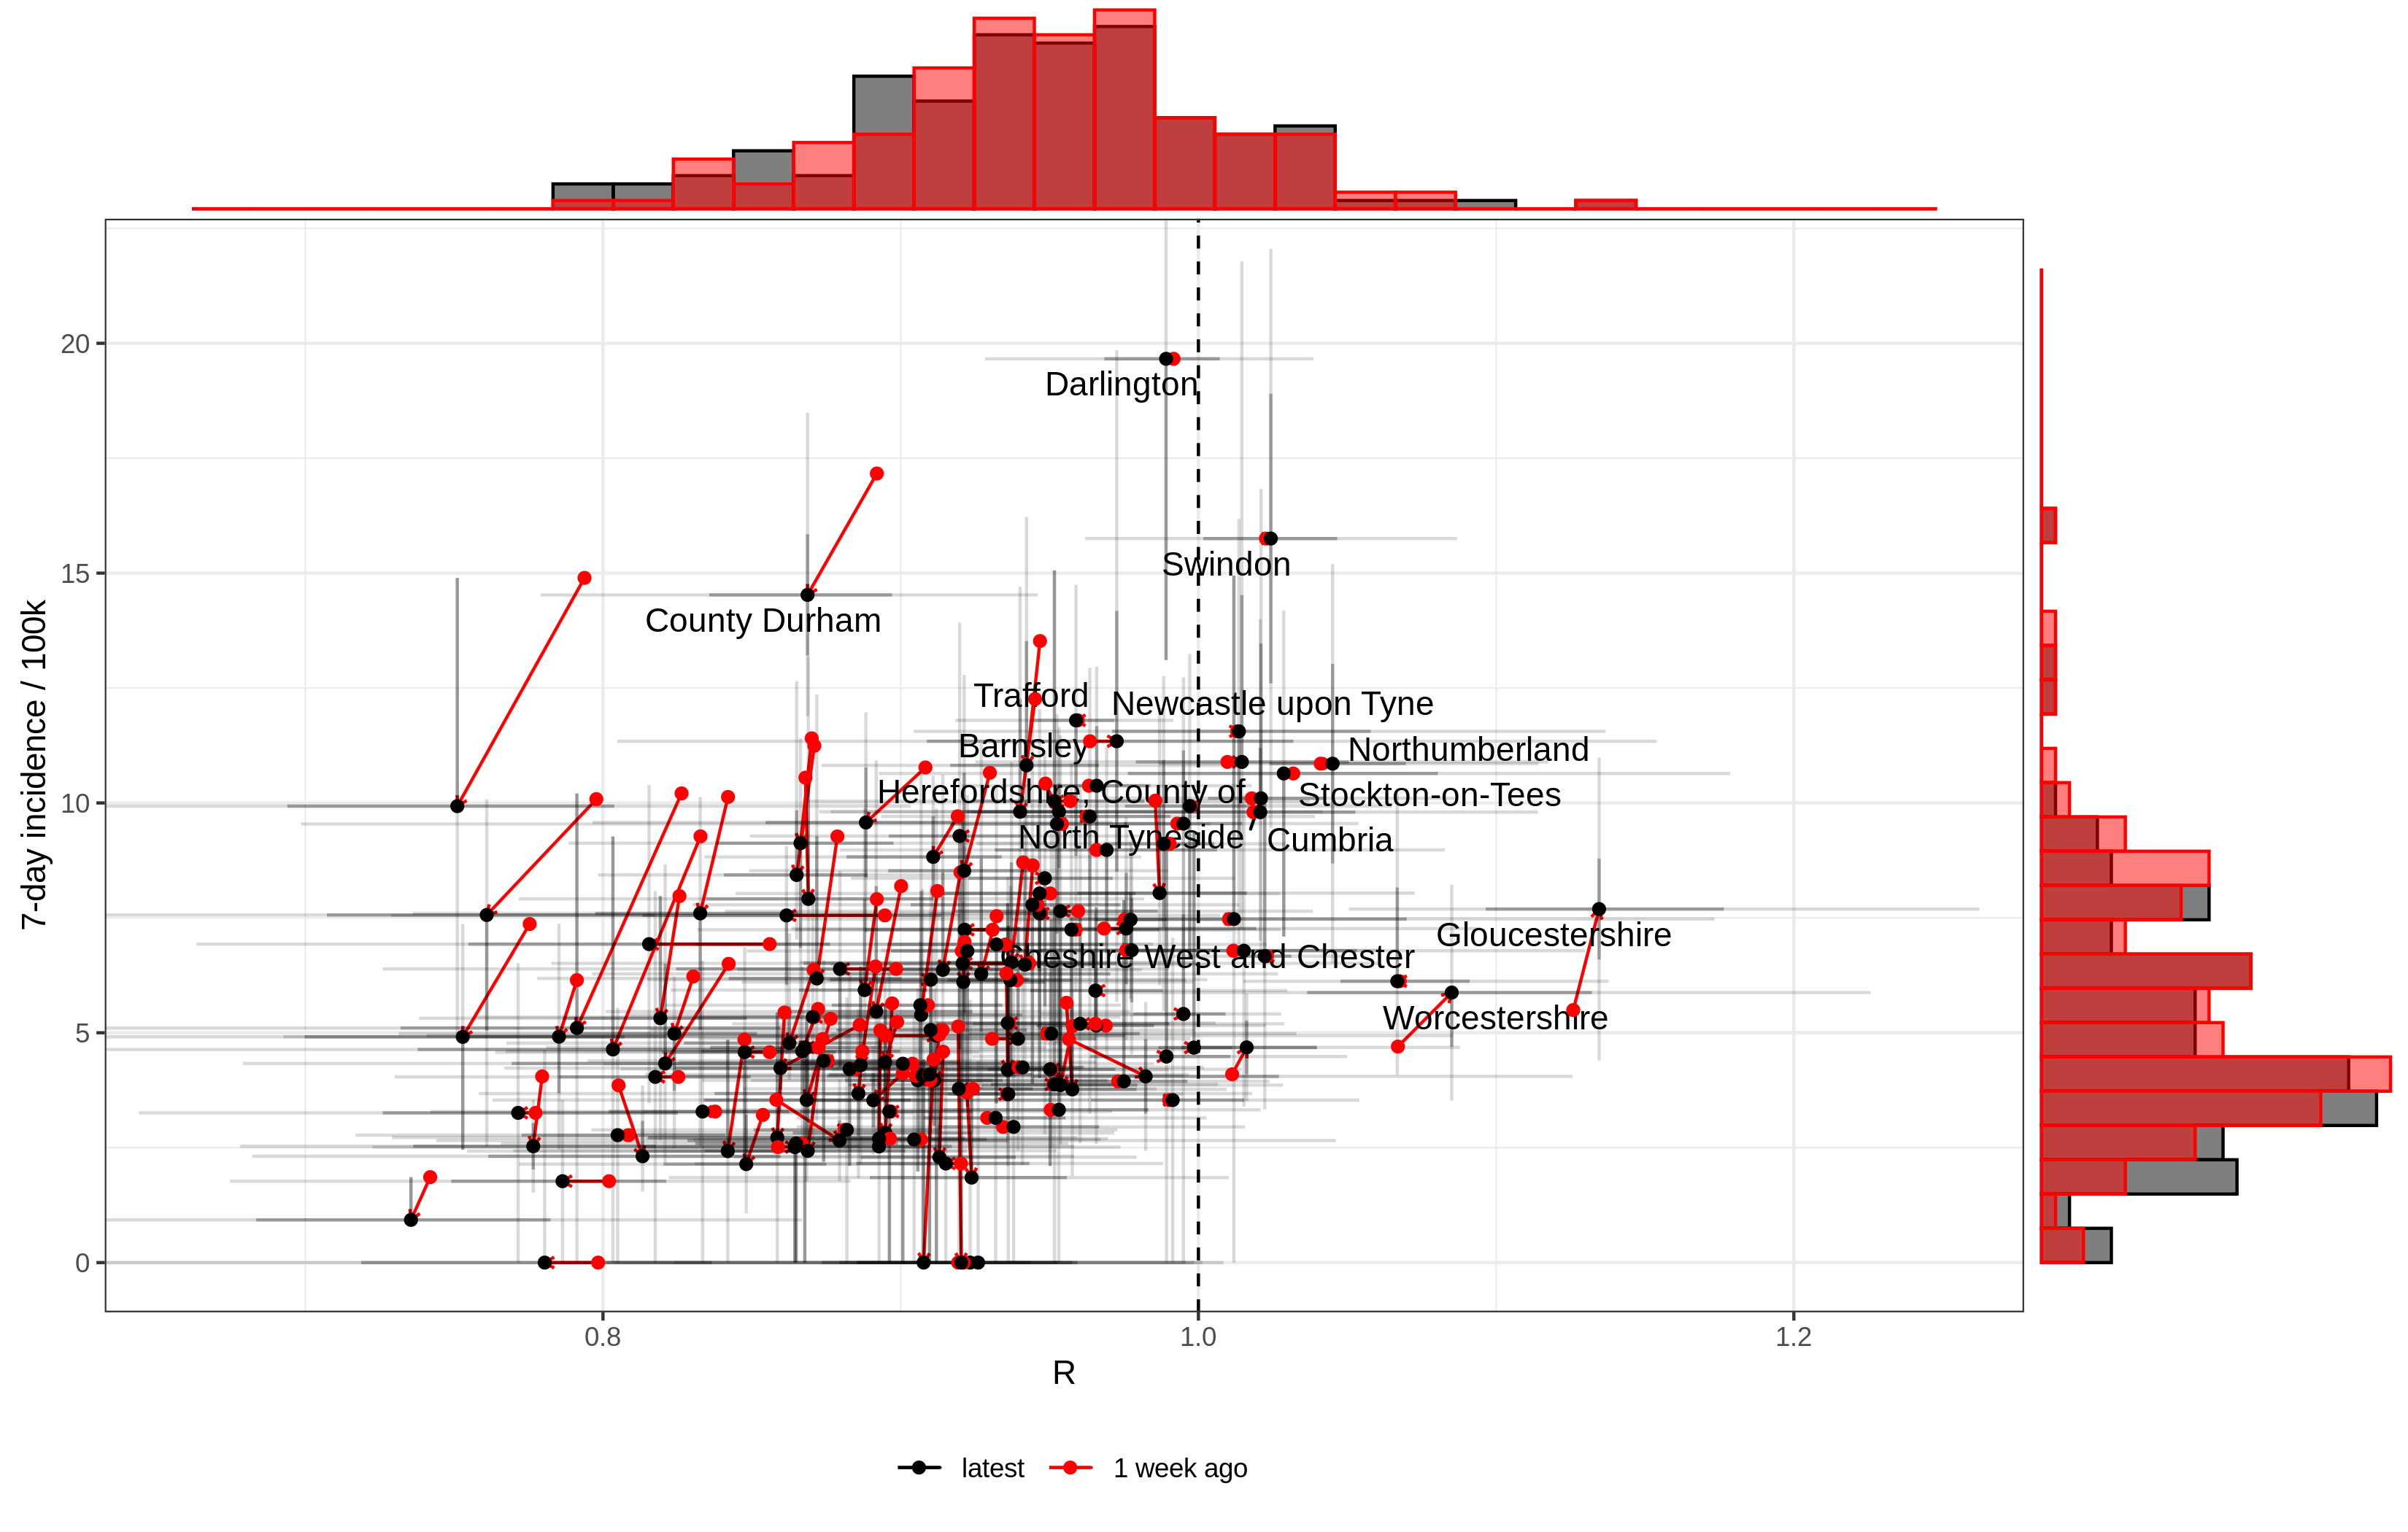 Darlington
Swindon
County Durham
Trafford
Newcastle upon Tyne
Barnsley
Northumberland
Herefordshire, County of
Stockton-on-Tees
North Tyneside
Cumbria
Gloucestershire
Cheshire West and Chester
Worcestershire
20
15
10
5
0
7-day incidence / 100k
0.8
1.0
1.2
R
latest
1 week ago